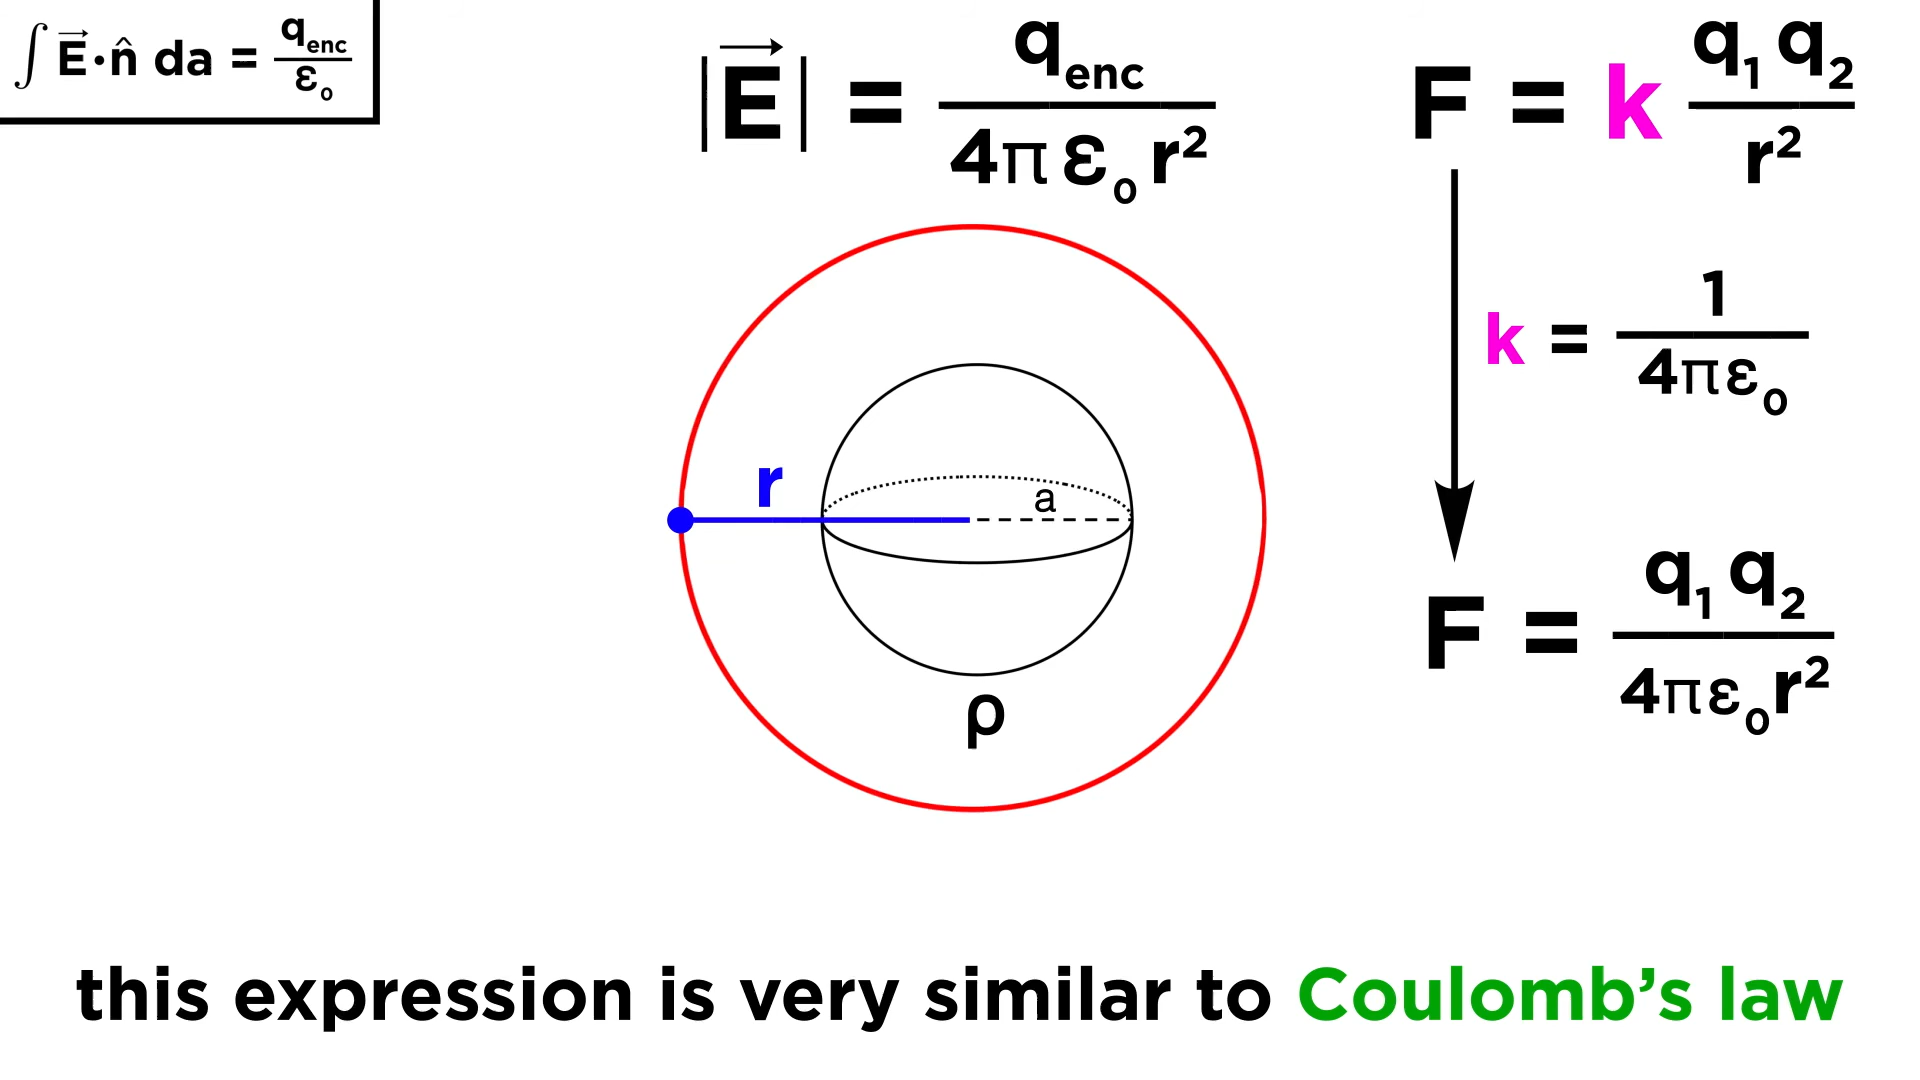 ∫ E⃗·n̂ da = q_enc/ε₀
|E⃗| = q_enc/4πε₀r²
F = k q₁q₂/r²
k = 1/4πε₀
F = q₁q₂/4πε₀r²
r
a
ρ
this expression is very similar to Coulomb’s law